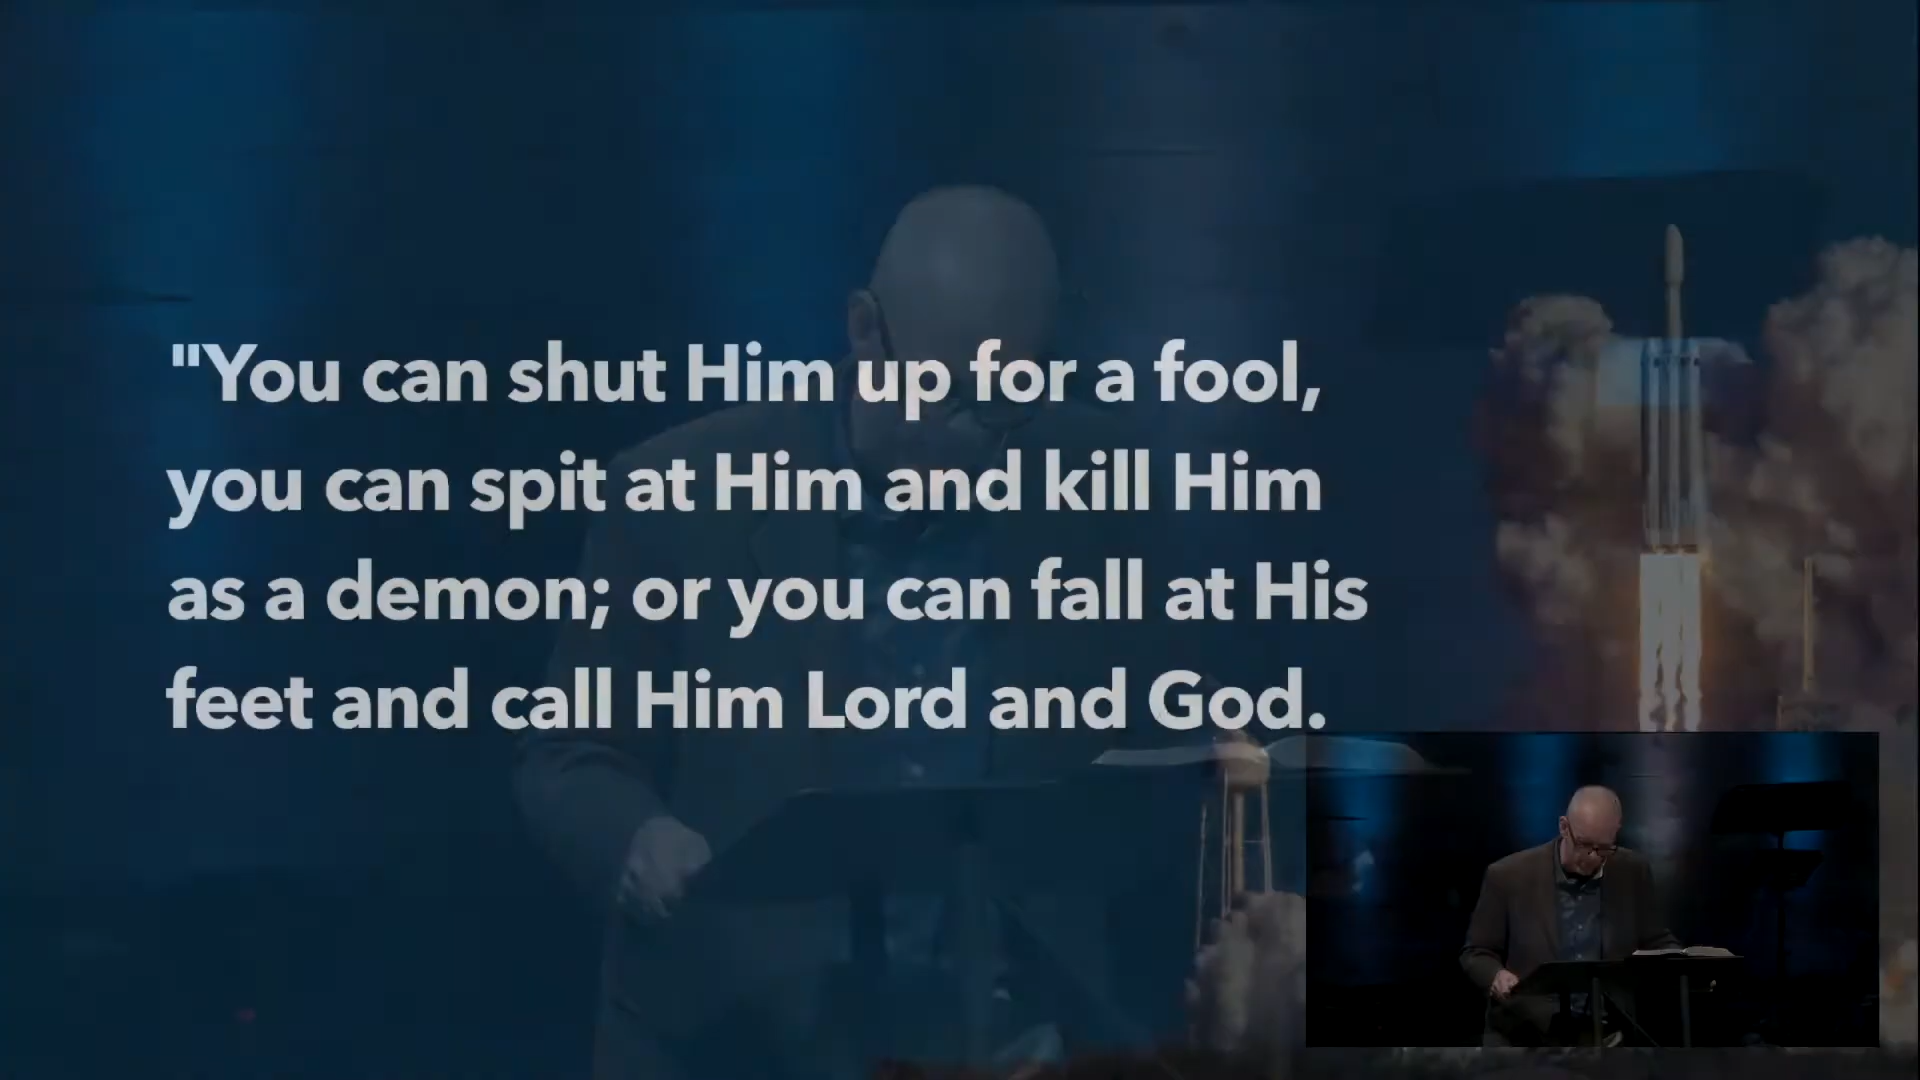 "You can shut Him up for a fool,
you can spit at Him and kill Him
as a demon; or you can fall at His
feet and call Him Lord and God.